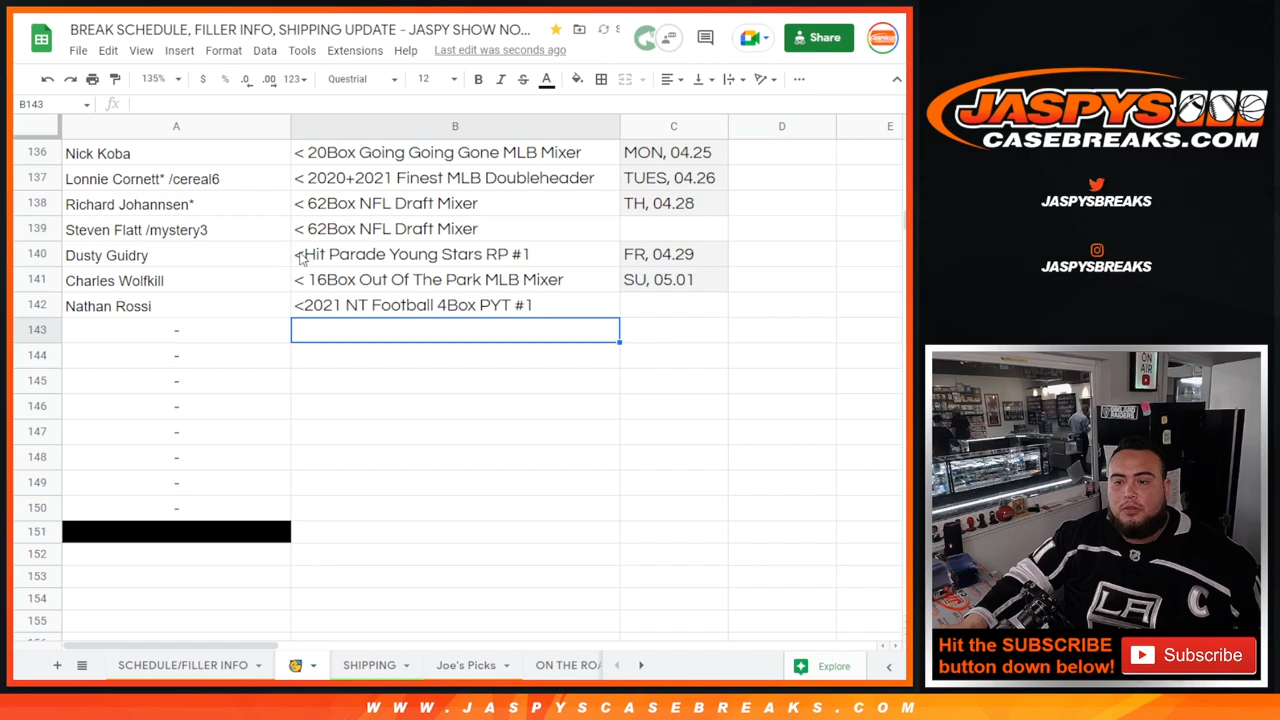 BREAK SCHEDULE, FILLER INFO, SHIPPING UPDATE - JASPY SHOW NO...
File Edit View Insert Format Data Tools Extensions Help Last edit was seconds ago
Share
135% $ % .0 .00 123 Questrial 12 B I S A
B143 fx
A B C D E
136 Nick Koba < 20Box Going Going Gone MLB Mixer MON, 04.25
137 Lonnie Cornett* /cereal6 < 2020+2021 Finest MLB Doubleheader TUES, 04.26
138 Richard Johannsen* < 62Box NFL Draft Mixer TH, 04.28
139 Steven Flatt /mystery3 < 62Box NFL Draft Mixer
140 Dusty Guidry <Hit Parade Young Stars RP #1 FR, 04.29
141 Charles Wolfkill < 16Box Out Of The Park MLB Mixer SU, 05.01
142 Nathan Rossi <2021 NT Football 4Box PYT #1
143 -
144 -
145 -
146 -
147 -
148 -
149 -
150 -
151
152
153
154
155
SCHEDULE/FILLER INFO SHIPPING Joe's Picks ON THE ROA
Explore
JASPYS
CASEBREAKS.COM
JASPYSBREAKS
JASPYSBREAKS
ON AIR
OAKLAND RAIDERS
LA
C
Hit the SUBSCRIBE
button down below!
Subscribe
WWW.JASPYSCASEBREAKS.COM